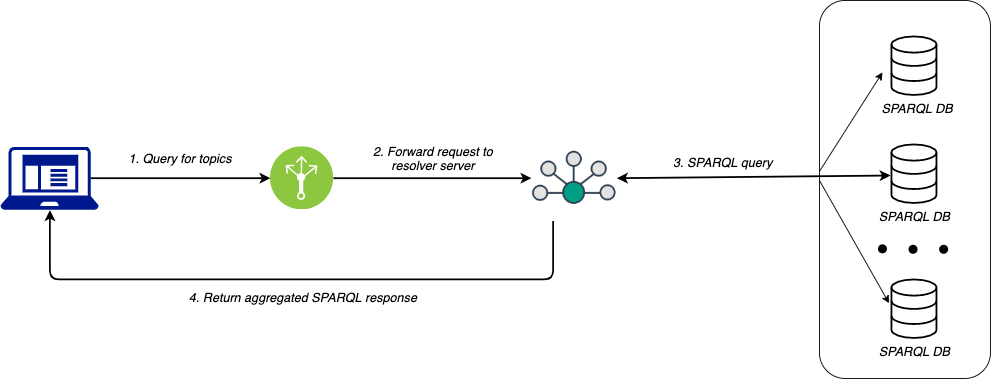 1. Query for topics
2. Forward request to
resolver server
3. SPARQL query
4. Return aggregated SPARQL response
SPARQL DB
SPARQL DB
SPARQL DB